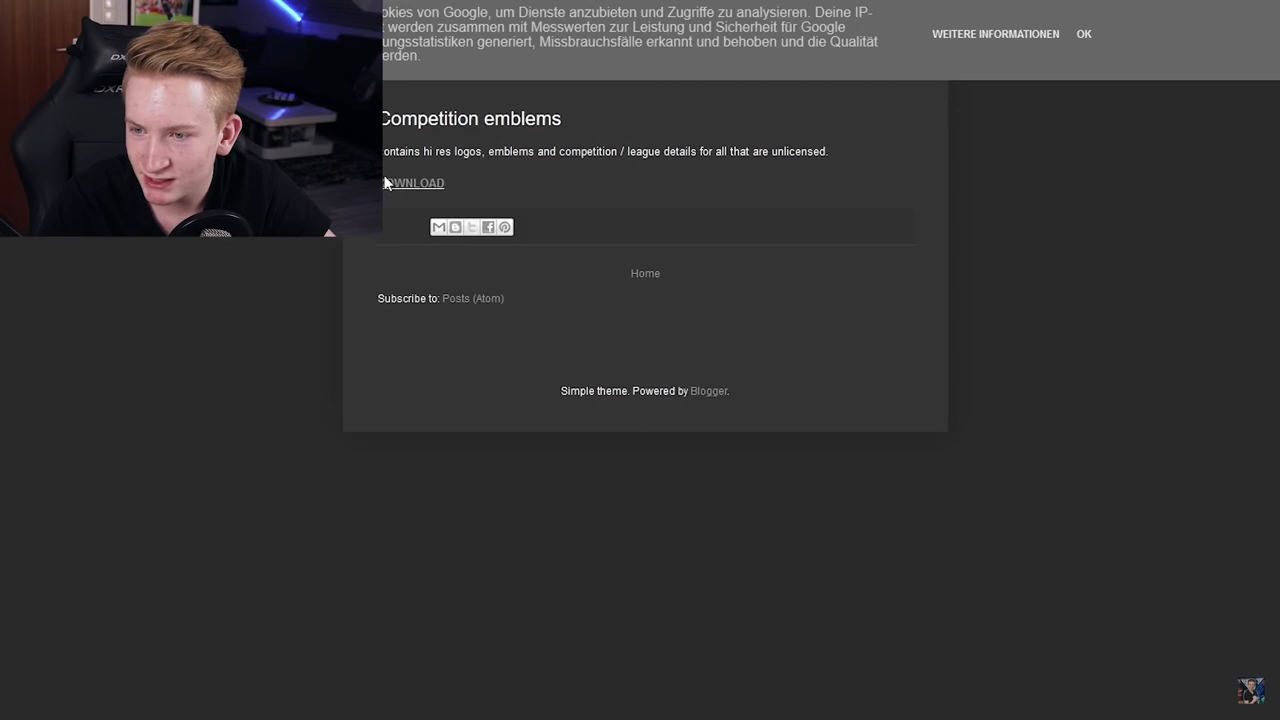 okies von Google, um Dienste anzubieten und Zugriffe zu analysieren. Deine IP-
t werden zusammen mit Messwerten zur Leistung und Sicherheit für Google
ungsstatistiken generiert, Missbrauchsfälle erkannt und behoben und die Qualität
erden.
WEITERE INFORMATIONEN OK
Competition emblems
ontains hi res logos, emblems and competition / league details for all that are unlicensed.
OWNLOAD
Home
Subscribe to: Posts (Atom)
Simple theme. Powered by Blogger.